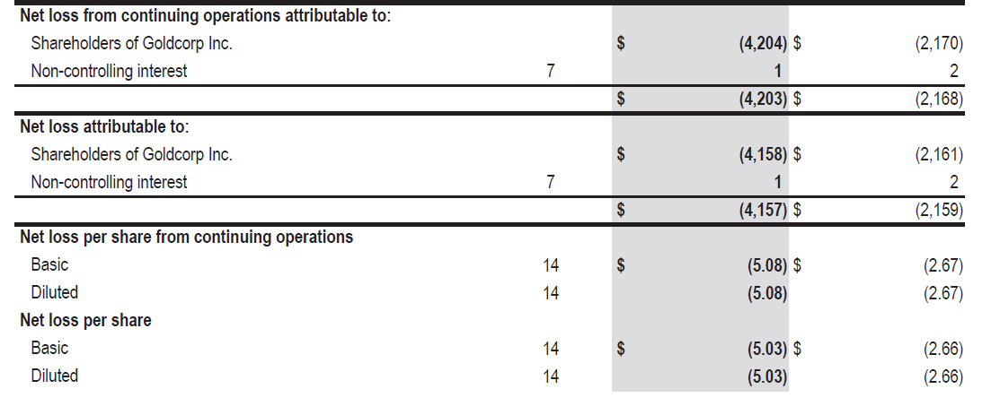 Net loss from continuing operations attributable to:
Shareholders of Goldcorp Inc. $ (4,204) $ (2,170)
Non-controlling interest 7 1 2
$ (4,203) $ (2,168)
Net loss attributable to:
Shareholders of Goldcorp Inc. $ (4,158) $ (2,161)
Non-controlling interest 7 1 2
$ (4,157) $ (2,159)
Net loss per share from continuing operations
Basic 14 $ (5.08) $ (2.67)
Diluted 14 (5.08) (2.67)
Net loss per share
Basic 14 $ (5.03) $ (2.66)
Diluted 14 (5.03) (2.66)